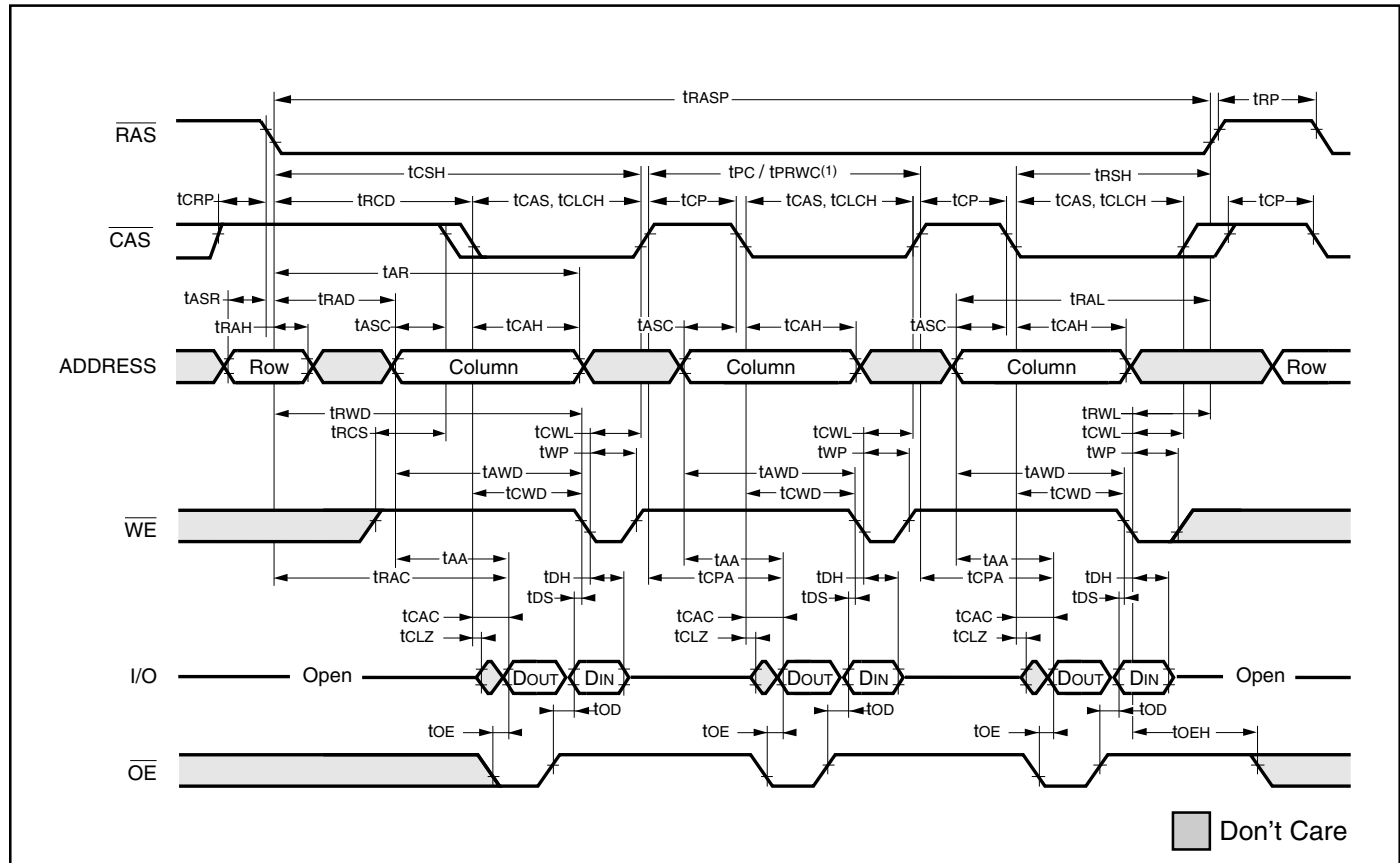 tRASP tRP
RAS
tCSH tPC / tPRWC(1) tRSH
tCRP tRCD tCAS, tCLCH tCP tCAS, tCLCH tCP tCAS, tCLCH tCP
CAS
tAR
tASR tRAD tRAL
tRAH tASC tCAH tASC tCAH tASC tCAH
ADDRESS Row Column Column Column Row
tRWD tRWL
tRCS tCWL tCWL tCWL
tWP tWP tWP
tAWD tAWD tAWD
tCWD tCWD tCWD
WE
tAA tAA tAA
tRAC tDH tCPA tDH tCPA tDH
tDS tDS tDS
tCAC tCAC tCAC
tCLZ tCLZ tCLZ
I/O Open DOUT DIN DOUT DIN DOUT DIN Open
tOD tOD tOD
tOE tOE tOE tOEH
OE
Don't Care